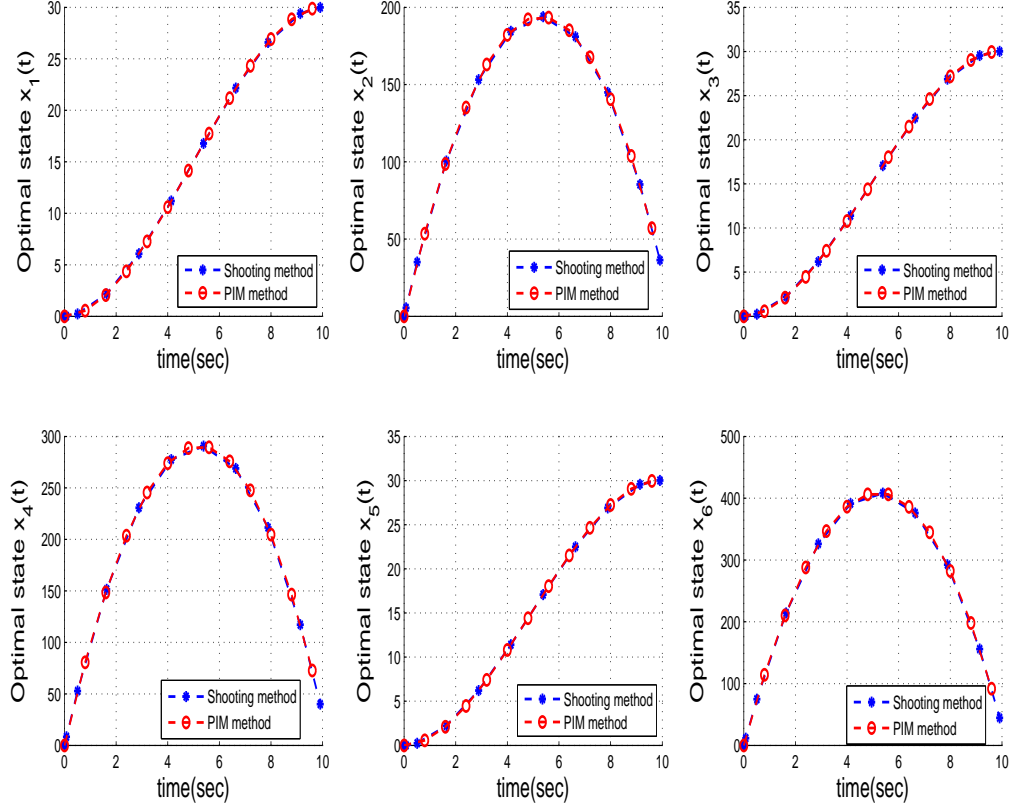 Optimal state x_1(t)
30
25
20
15
10
5
0
0 2 4 6 8 10
time(sec)
Shooting method
PIM method
Optimal state x_2(t)
200
150
100
50
0
0 2 4 6 8 10
time(sec)
Shooting method
PIM method
Optimal state x_3(t)
35
30
25
20
15
10
5
0
0 2 4 6 8 10
time(sec)
Shooting method
PIM method
Optimal state x_4(t)
300
250
200
150
100
50
0
0 2 4 6 8 10
time(sec)
Shooting method
PIM method
Optimal state x_5(t)
35
30
25
20
15
10
5
0
0 2 4 6 8 10
time(sec)
Shooting method
PIM method
Optimal state x_6(t)
500
400
300
200
100
0
0 2 4 6 8 10
time(sec)
Shooting method
PIM method